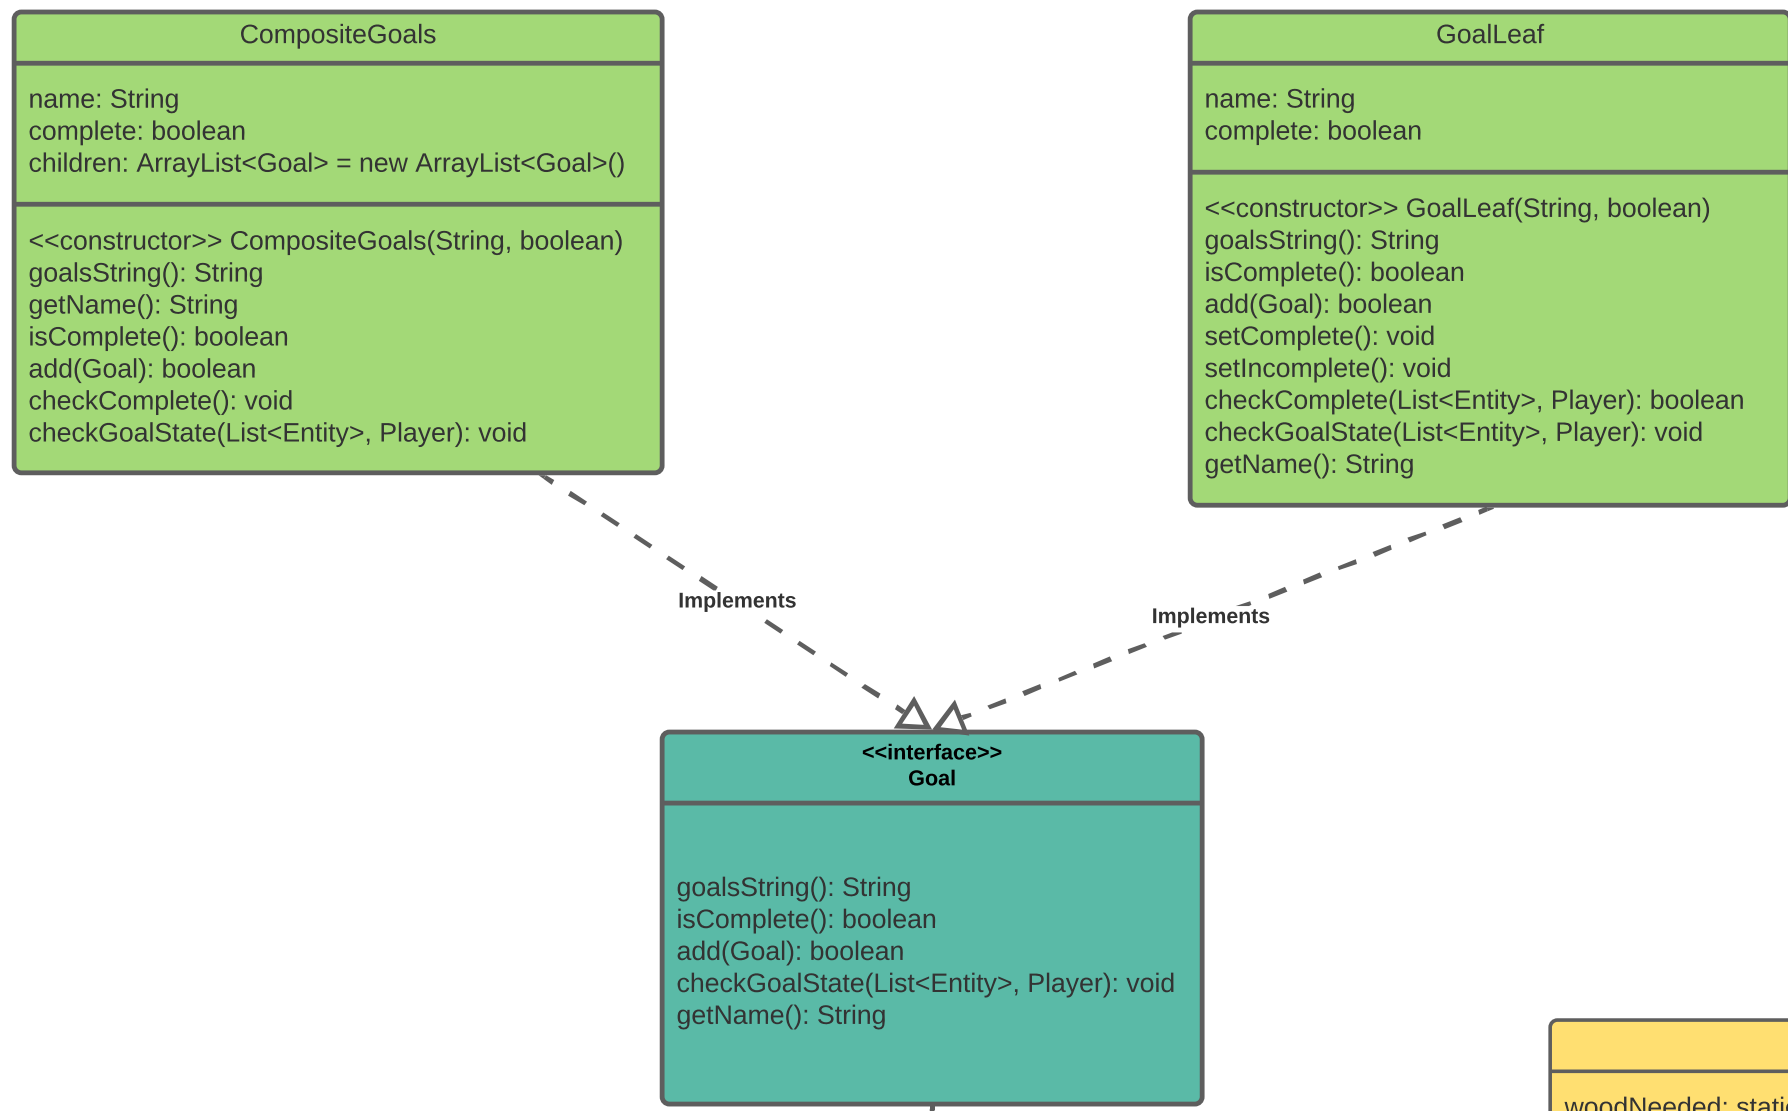 CompositeGoals
name: String
complete: boolean
children: ArrayList<Goal> = new ArrayList<Goal>()
<<constructor>> CompositeGoals(String, boolean)
goalsString(): String
getName(): String
isComplete(): boolean
add(Goal): boolean
checkComplete(): void
checkGoalState(List<Entity>, Player): void
GoalLeaf
name: String
complete: boolean
<<constructor>> GoalLeaf(String, boolean)
goalsString(): String
isComplete(): boolean
add(Goal): boolean
setComplete(): void
setIncomplete(): void
checkComplete(List<Entity>, Player): boolean
checkGoalState(List<Entity>, Player): void
getName(): String
Implements
Implements
<<interface>>
Goal
goalsString(): String
isComplete(): boolean
add(Goal): boolean
checkGoalState(List<Entity>, Player): void
getName(): String
woodNeeded: